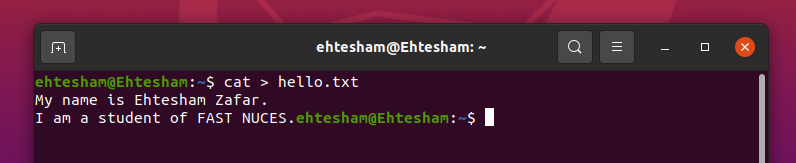 ehtesham@Ehtesham: ~
ehtesham@Ehtesham:~$ cat > hello.txt
My name is Ehtesham Zafar.
I am a student of FAST NUCES.ehtesham@Ehtesham:~$